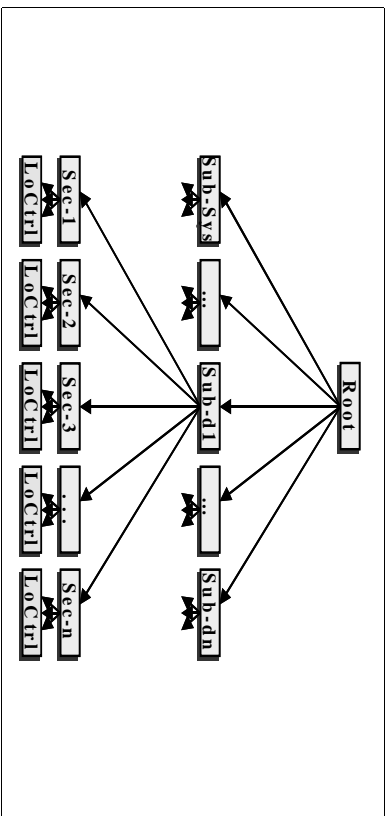 Root
Sub-Sys
...
Sub-d1
...
Sub-dn
Sec-1
Sec-2
Sec-3
...
Sec-n
LoCtrl
LoCtrl
LoCtrl
LoCtrl
LoCtrl